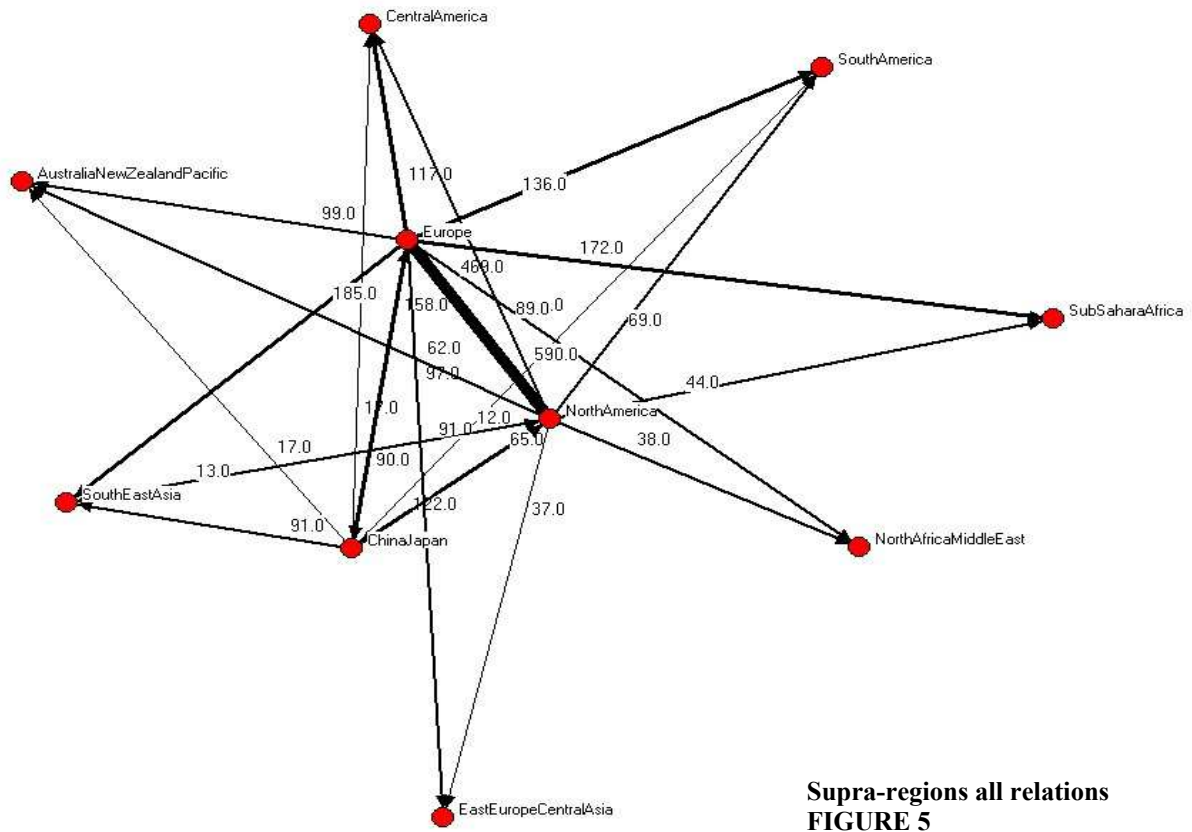 CentralAmerica
SouthAmerica
AustraliaNewZealandPacific
117.0
136.0
99.0
Europe
172.0
469.0
185.0
158.0
89.0
0
SubSaharaAfrica
69.0
62.0
590.0
97.0
44.0
17.0
12.0
NorthAmerica
91.0
65.0
38.0
17.0
90.0
13.0
SouthEastAsia
122.0
37.0
91.0
ChinaJapan
NorthAfricaMiddleEast
EastEuropeCentralAsia
Supra-regions all relations
FIGURE 5